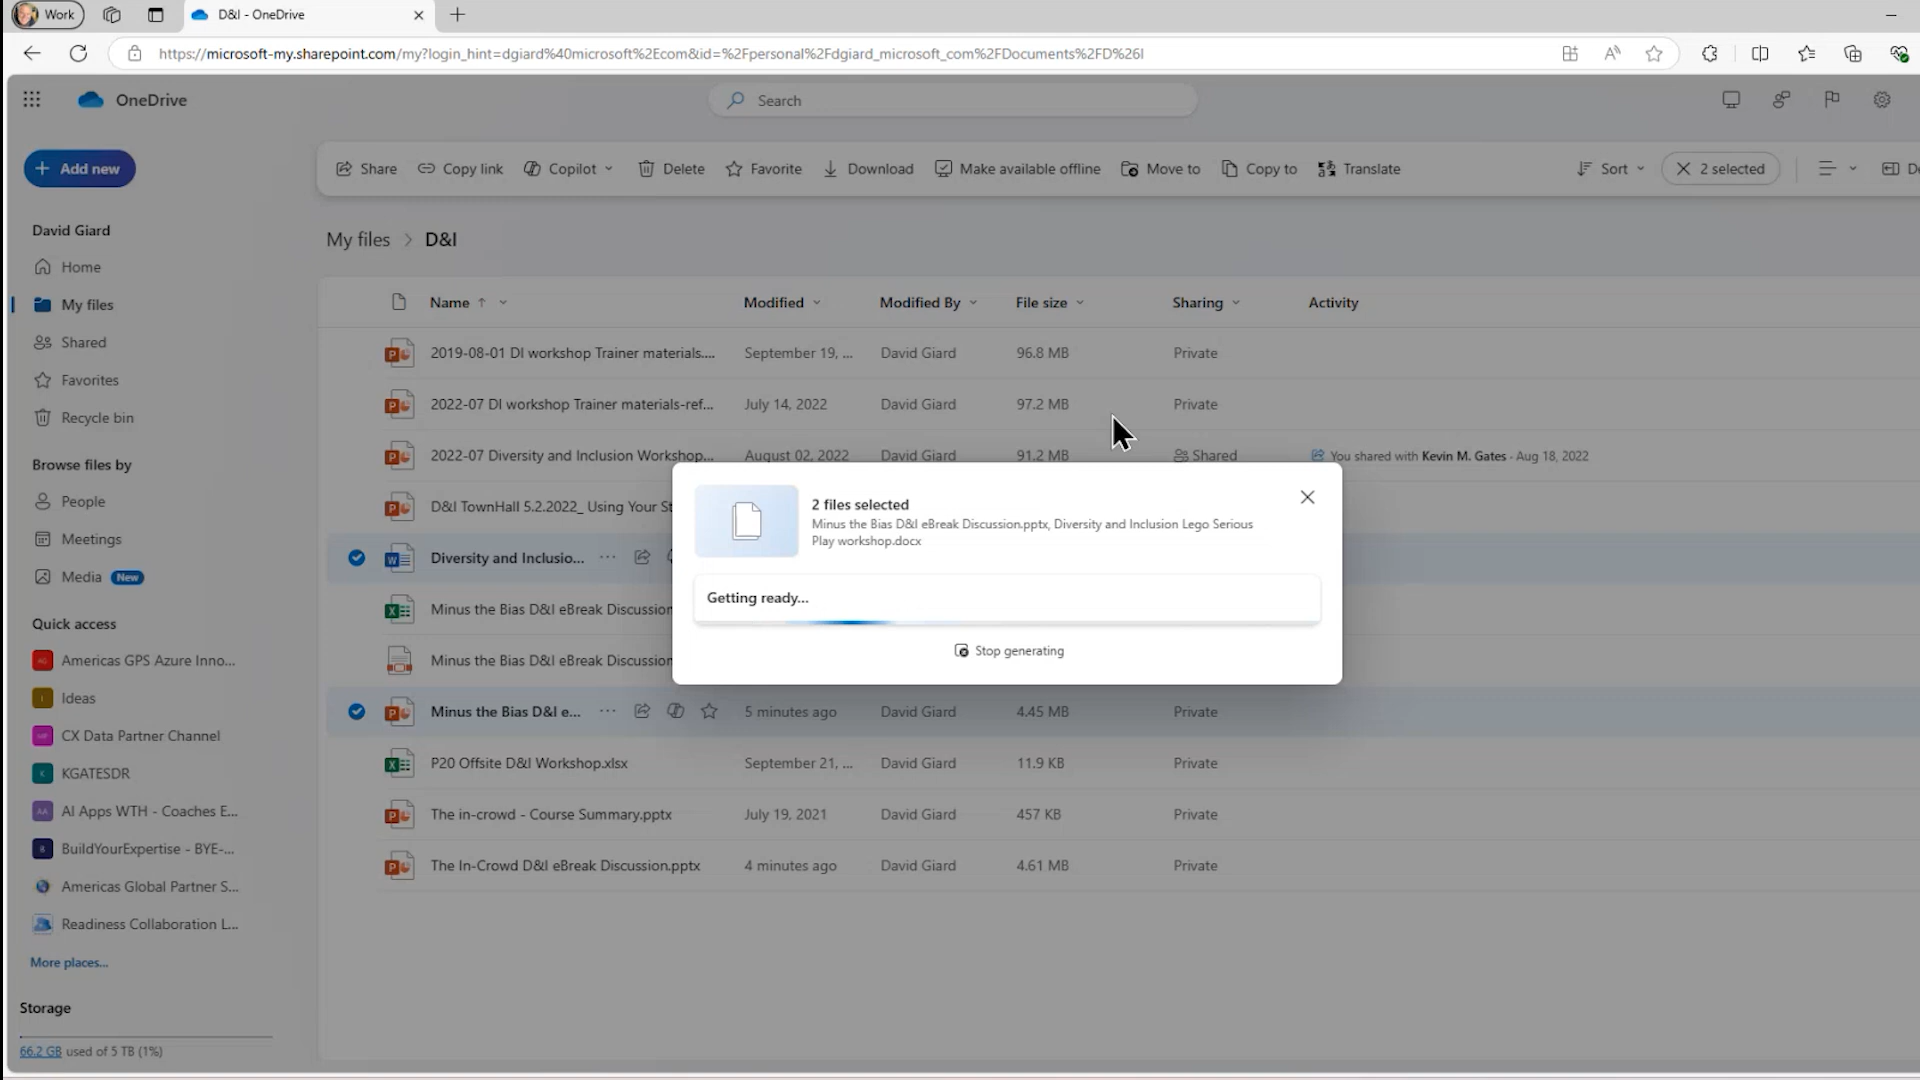 Work
D&I - OneDrive
https://microsoft-my.sharepoint.com/my?login_hint=dgiard%40microsoft%2Ecom&id=%2Fpersonal%2Fdgiard_microsoft_com%2FDocuments%2FD%26I
OneDrive
Search
Add new
Share
Copy link
Copilot
Delete
Favorite
Download
Make available offline
Move to
Copy to
Translate
Sort
2 selected
De
David Giard
Home
My files
Shared
Favorites
Recycle bin
Browse files by
People
Meetings
Media New
Quick access
Americas GPS Azure Inno...
Ideas
CX Data Partner Channel
KGATESDR
AI Apps WTH - Coaches E...
BuildYourExpertise - BYE-...
Americas Global Partner S...
Readiness Collaboration L...
More places...
Storage
66.2 GB used of 5 TB (1%)
My files > D&I
Name Modified Modified By File size Sharing Activity
2019-08-01 DI workshop Trainer materials.... September 19, ... David Giard 96.8 MB Private
2022-07 DI workshop Trainer materials-ref... July 14, 2022 David Giard 97.2 MB Private
2022-07 Diversity and Inclusion Workshop... August 02, 2022 David Giard 91.2 MB Shared You shared with Kevin M. Gates - Aug 18, 2022
D&I TownHall 5.2.2022_ Using Your St
Diversity and Inclusio...
Minus the Bias D&I eBreak Discussion
Minus the Bias D&I eBreak Discussion
Minus the Bias D&I e... 5 minutes ago David Giard 4.45 MB Private
P20 Offsite D&I Workshop.xlsx September 21, ... David Giard 11.9 KB Private
The in-crowd - Course Summary.pptx July 19, 2021 David Giard 457 KB Private
The In-Crowd D&I eBreak Discussion.pptx 4 minutes ago David Giard 4.61 MB Private
2 files selected
Minus the Bias D&I eBreak Discussion.pptx, Diversity and Inclusion Lego Serious
Play workshop.docx
Getting ready...
Stop generating